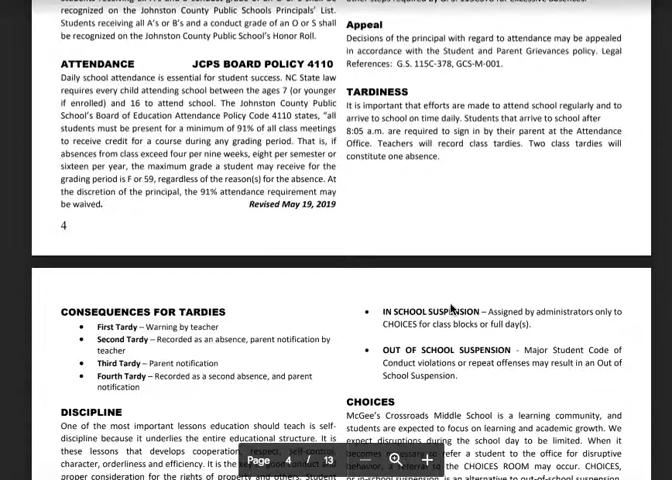 recognized on the Johnston County Public Schools Principals' List.
Students receiving all A's or B's and a conduct grade of an O or S shall
be recognized on the Johnston County Public School's Honor Roll.
ATTENDANCE JCPS BOARD POLICY 4110
Daily school attendance is essential for student success. NC State law
requires every child attending school between the ages 7 (or younger
if enrolled) and 16 to attend school. The Johnston County Public
School's Board of Education Attendance Policy Code 4110 states, "all
students must be present for a minimum of 91% of all class meetings
to receive credit for a course during any grading period. That is, if
absences from class exceed four per nine weeks, eight per semester or
sixteen per year, the maximum grade a student may receive for the
grading period is F or 59, regardless of the reason(s) for the absence. At
the discretion of the principal, the 91% attendance requirement may
be waived. Revised May 19, 2019
4
Appeal
Decisions of the principal with regard to attendance may be appealed
in accordance with the Student and Parent Grievances policy. Legal
References: G.S. 115C-378, GCS-M-001.
TARDINESS
It is important that efforts are made to attend school regularly and to
arrive to school on time daily. Students that arrive to school after
8:05 a.m. are required to sign in by their parent at the Attendance
Office. Teachers will record class tardies. Two class tardies will
constitute one absence.
CONSEQUENCES FOR TARDIES
• First Tardy – Warning by teacher
• Second Tardy – Recorded as an absence, parent notification by
teacher
• Third Tardy – Parent notification
• Fourth Tardy – Recorded as a second absence, and parent
notification
DISCIPLINE
One of the most important lessons education should teach is self-
discipline because it underlies the entire educational structure. It is
these lessons that develops cooperation, respect, self-control,
character, orderliness and efficiency. It is the key
proper consideration for the rights of property and others. Student
• IN SCHOOL SUSPENSION – Assigned by administrators only to
CHOICES for class blocks or full day(s).
• OUT OF SCHOOL SUSPENSION - Major Student Code of
Conduct violations or repeat offenses may result in an Out of
School Suspension.
CHOICES
McGee's Crossroads Middle School is a learning community, and
students are expected to focus on learning and academic growth. We
expect disruptions during the school day to be limited. When it
becomes necessary to refer a student to the office for disruptive
behavior, a referral to the CHOICES ROOM may occur. CHOICES,
or in-school suspension, is an alternative to out-of-school suspension.
Page 4 / 13